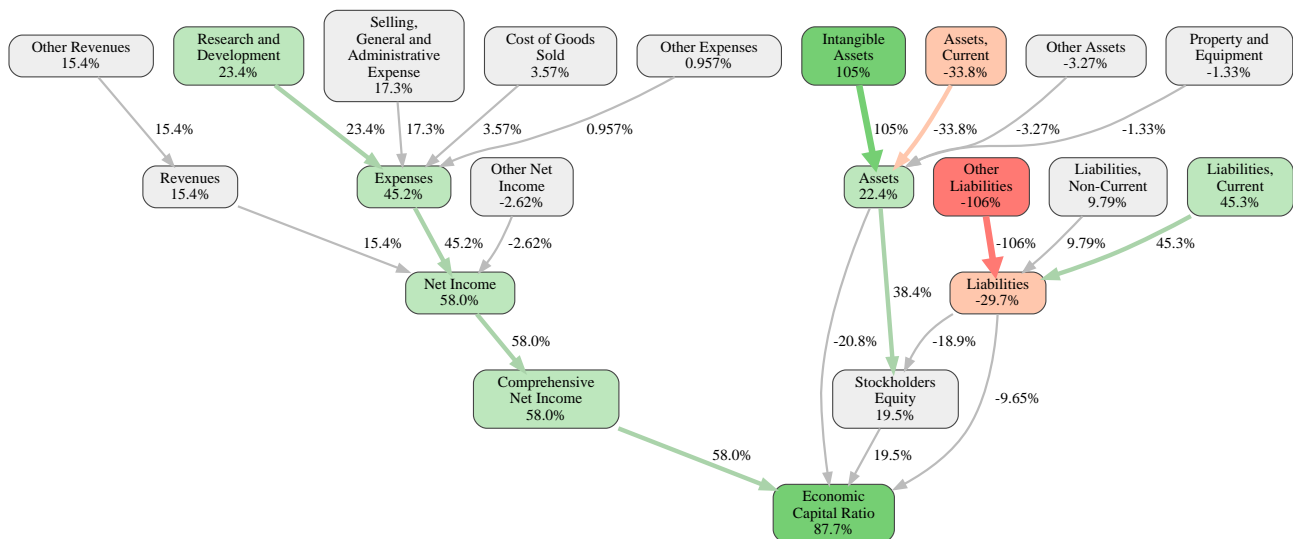 Other Revenues
15.4%
Research and
Development
23.4%
Selling,
General and
Administrative
Expense
17.3%
Cost of Goods
Sold
3.57%
Other Expenses
0.957%
Intangible
Assets
105%
Assets,
Current
-33.8%
Other Assets
-3.27%
Property and
Equipment
-1.33%
15.4%
23.4%
17.3%
3.57%
0.957%
105%
-33.8%
-3.27%
-1.33%
Revenues
15.4%
Expenses
45.2%
Other Net
Income
-2.62%
Assets
22.4%
Other
Liabilities
-106%
Liabilities,
Non-Current
9.79%
Liabilities,
Current
45.3%
15.4%
45.2%
-2.62%
-106%
9.79%
45.3%
Net Income
58.0%
38.4%
Liabilities
-29.7%
58.0%
-20.8%
-18.9%
Comprehensive
Net Income
58.0%
Stockholders
Equity
19.5%
-9.65%
58.0%
19.5%
Economic
Capital Ratio
87.7%